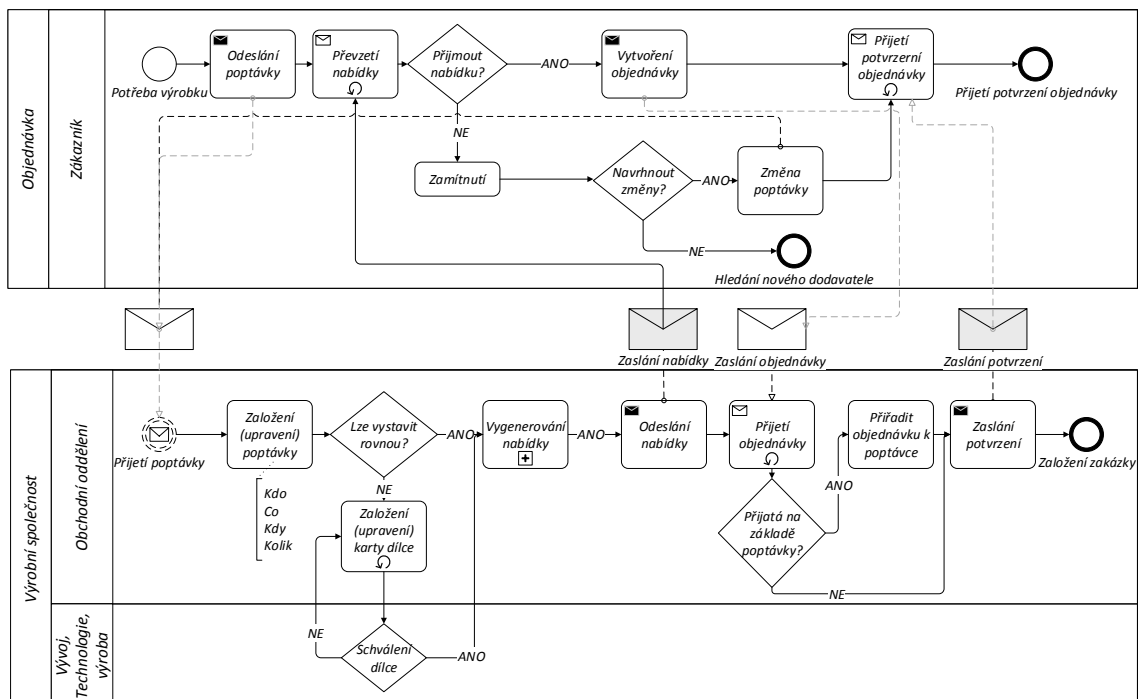 Objednávka
Zákazník
Potřeba výrobku
Odeslání
poptávky
Převzetí
nabídky
Přijmout
nabídku?
ANO
Vytvoření
objednávky
Přijetí
potvrzerní
objednávky
Přijetí potvrzení objednávky
NE
Zamítnutí
Navrhnout
změny?
ANO
Změna
poptávky
NE
Hledání nového dodavatele
Zaslání nabídky
Zaslání objednávky
Zaslání potvrzení
Výrobní společnost
Obchodní oddělení
Přijetí poptávky
Založení
(upravení)
poptávky
Kdo
Co
Kdy
Kolik
Lze vystavit
rovnou?
ANO
NE
Vygenerování
nabídky
ANO
Odeslání
nabídky
Přijetí
objednávky
Přiřadit
objednávku k
poptávce
Zaslání
potvrzení
Založení zakázky
Založení
(upravení)
karty dílce
ANO
Přijatá na
základě
poptávky?
NE
Vývoj,
Technologie,
výroba
NE
Schválení
dílce
ANO